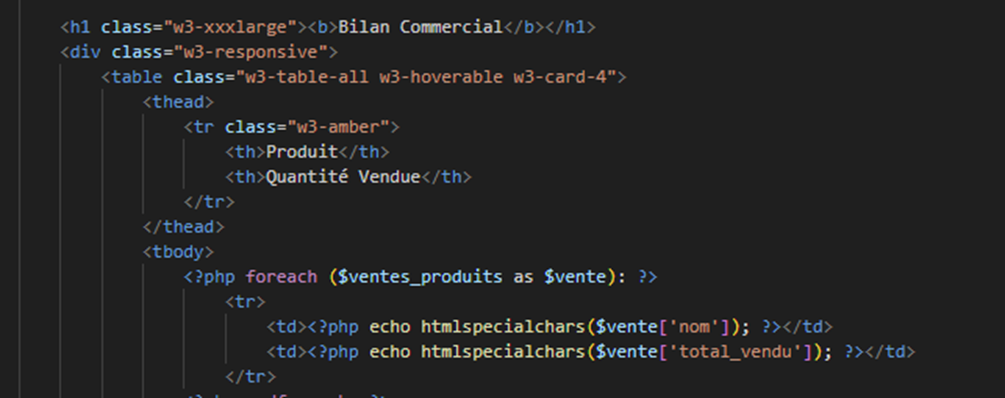 <h1 class="w3-xxxlarge"><b>Bilan Commercial</b></h1>
<div class="w3-responsive">
<table class="w3-table-all w3-hoverable w3-card-4">
<thead>
<tr class="w3-amber">
<th>Produit</th>
<th>Quantité Vendue</th>
</tr>
</thead>
<tbody>
<?php foreach ($ventes_produits as $vente): ?>
<tr>
<td><?php echo htmlspecialchars($vente['nom']); ?></td>
<td><?php echo htmlspecialchars($vente['total_vendu']); ?></td>
</tr>